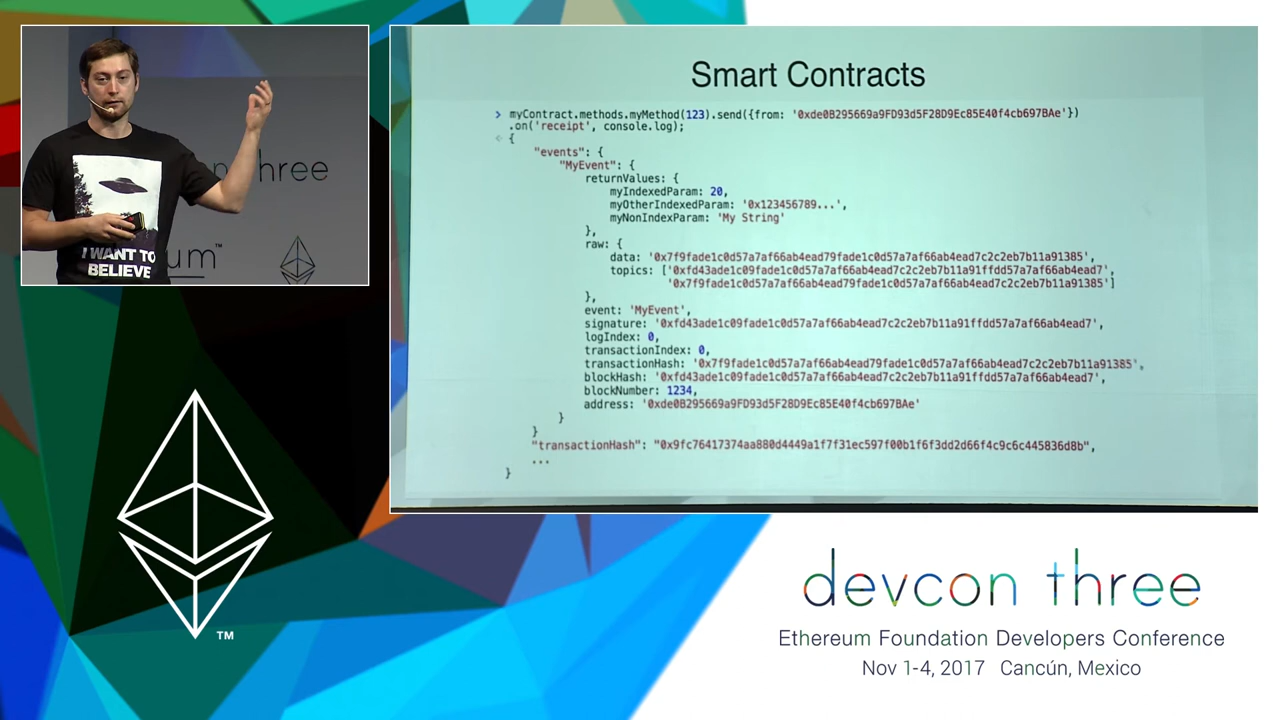 n three
um™
I WANT TO
BELIEVE
Smart Contracts
> myContract.methods.myMethod(123).send({from: '0xde0B295669a9FD93d5F28D9Ec85E40f4cb697BAe'})
.on('receipt', console.log);
< {
"events": {
"MyEvent": {
returnValues: {
myIndexedParam: 20,
myOtherIndexedParam: '0x123456789...',
myNonIndexParam: 'My String'
},
raw: {
data: '0x7f9fade1c0d57a7af66ab4ead79fade1c0d57a7af66ab4ead7c2c2eb7b11a91385',
topics: ['0xfd43ade1c09fade1c0d57a7af66ab4ead7c2c2eb7b11a91ffdd57a7af66ab4ead7',
'0x7f9fade1c0d57a7af66ab4ead79fade1c0d57a7af66ab4ead7c2c2eb7b11a91385']
},
event: 'MyEvent',
signature: '0xfd43ade1c09fade1c0d57a7af66ab4ead7c2c2eb7b11a91ffdd57a7af66ab4ead7',
logIndex: 0,
transactionIndex: 0,
transactionHash: '0x7f9fade1c0d57a7af66ab4ead79fade1c0d57a7af66ab4ead7c2c2eb7b11a91385',
blockHash: '0xfd43ade1c09fade1c0d57a7af66ab4ead7c2c2eb7b11a91ffdd57a7af66ab4ead7',
blockNumber: 1234,
address: '0xde0B295669a9FD93d5F28D9Ec85E40f4cb697BAe'
}
}
"transactionHash": "0x9fc76417374aa880d4449a1f7f31ec597f00b1f6f3dd2d66f4c9c6c445836d8b",
...
}
TM
devcon three
Ethereum Foundation Developers Conference
Nov 1-4, 2017 Cancún, Mexico